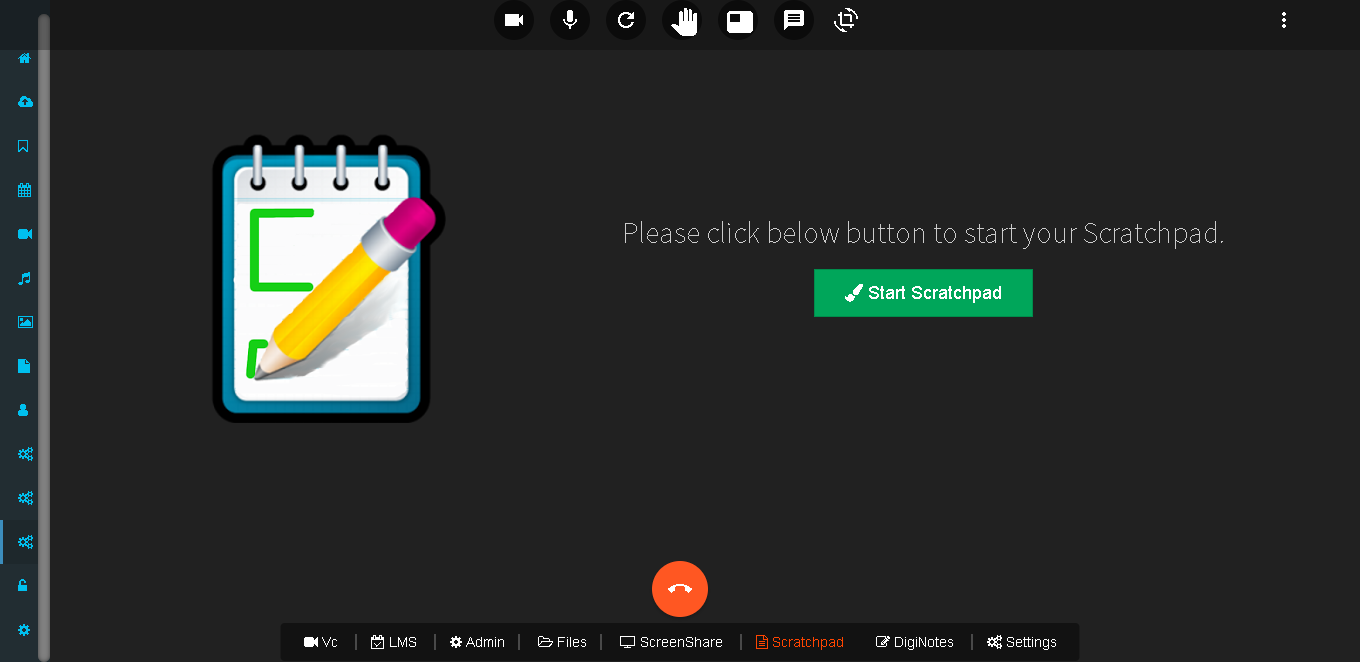 Please click below button to start your Scratchpad.
Start Scratchpad
Vc | LMS | Admin | Files | ScreenShare | Scratchpad DigiNotes | Settings